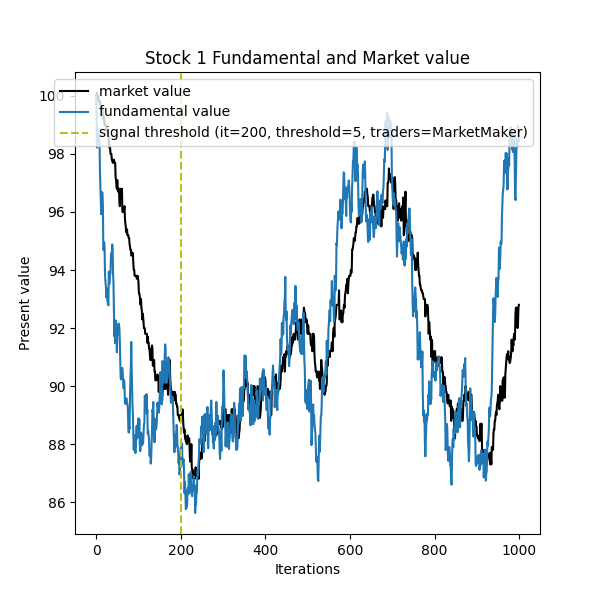 Stock 1 Fundamental and Market value
market value
fundamental value
signal threshold (it=200, threshold=5, traders=MarketMaker)
100
98
96
94
92
90
88
86
Present value
0
200
400
600
800
1000
Iterations